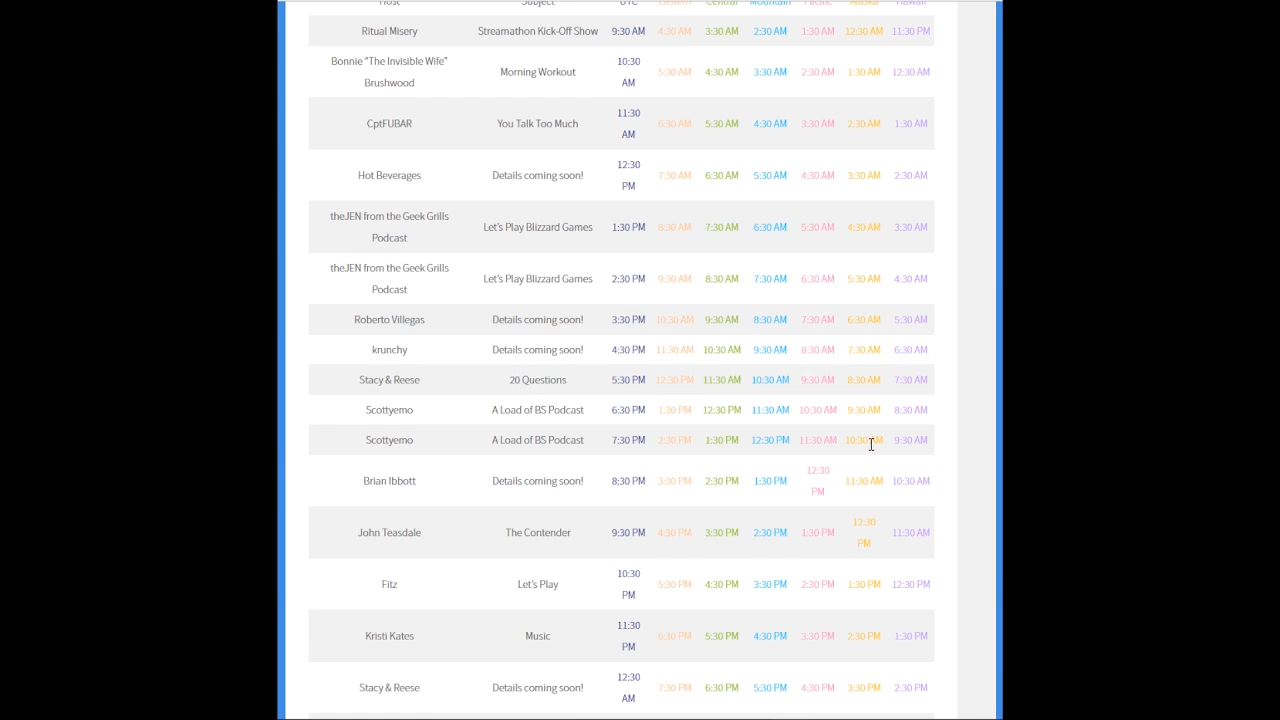 Host Subject UTC Eastern Central Mountain Pacific Alaska Hawaii
Ritual Misery Streamathon Kick-Off Show 9:30 AM 4:30 AM 3:30 AM 2:30 AM 1:30 AM 12:30 AM 11:30 PM
Bonnie “The Invisible Wife”
Brushwood Morning Workout 10:30
AM 5:30 AM 4:30 AM 3:30 AM 2:30 AM 1:30 AM 12:30 AM
CptFUBAR You Talk Too Much 11:30
AM 6:30 AM 5:30 AM 4:30 AM 3:30 AM 2:30 AM 1:30 AM
Hot Beverages Details coming soon! 12:30
PM 7:30 AM 6:30 AM 5:30 AM 4:30 AM 3:30 AM 2:30 AM
theJEN from the Geek Grills
Podcast Let’s Play Blizzard Games 1:30 PM 8:30 AM 7:30 AM 6:30 AM 5:30 AM 4:30 AM 3:30 AM
theJEN from the Geek Grills
Podcast Let’s Play Blizzard Games 2:30 PM 9:30 AM 8:30 AM 7:30 AM 6:30 AM 5:30 AM 4:30 AM
Roberto Villegas Details coming soon! 3:30 PM 10:30 AM 9:30 AM 8:30 AM 7:30 AM 6:30 AM 5:30 AM
krunchy Details coming soon! 4:30 PM 11:30 AM 10:30 AM 9:30 AM 8:30 AM 7:30 AM 6:30 AM
Stacy & Reese 20 Questions 5:30 PM 12:30 PM 11:30 AM 10:30 AM 9:30 AM 8:30 AM 7:30 AM
Scottyemo A Load of BS Podcast 6:30 PM 1:30 PM 12:30 PM 11:30 AM 10:30 AM 9:30 AM 8:30 AM
Scottyemo A Load of BS Podcast 7:30 PM 2:30 PM 1:30 PM 12:30 PM 11:30 AM 10:30 AM 9:30 AM
Brian Ibbott Details coming soon! 8:30 PM 3:30 PM 2:30 PM 1:30 PM 12:30
PM 11:30 AM 10:30 AM
John Teasdale The Contender 9:30 PM 4:30 PM 3:30 PM 2:30 PM 1:30 PM 12:30
PM 11:30 AM
Fitz Let’s Play 10:30
PM 5:30 PM 4:30 PM 3:30 PM 2:30 PM 1:30 PM 12:30 PM
Kristi Kates Music 11:30
PM 6:30 PM 5:30 PM 4:30 PM 3:30 PM 2:30 PM 1:30 PM
Stacy & Reese Details coming soon! 12:30
AM 7:30 PM 6:30 PM 5:30 PM 4:30 PM 3:30 PM 2:30 PM